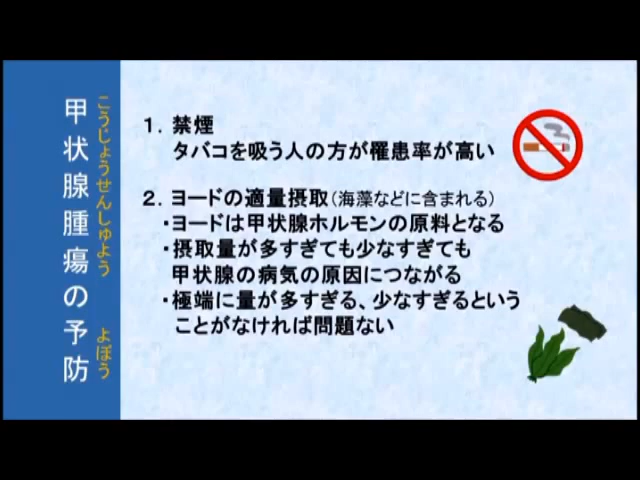 甲状腺腫瘍の予防
こうじょうせんしゅよう よぼう
1．禁煙
タバコを吸う人の方が罹患率が高い
2．ヨードの適量摂取（海藻などに含まれる）
・ヨードは甲状腺ホルモンの原料となる
・摂取量が多すぎても少なすぎても
甲状腺の病気の原因につながる
・極端に量が多すぎる、少なすぎるという
ことがなければ問題ない